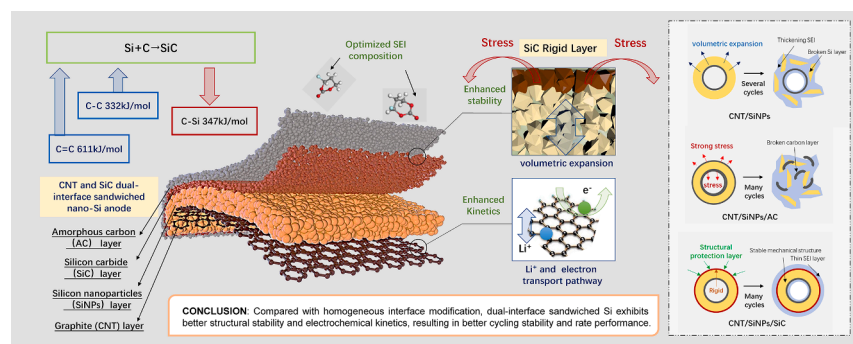 Si+C→SiC
C-C 332kJ/mol
C=C 611kJ/mol
C-Si 347kJ/mol
CNT and SiC dual-
interface sandwiched
nano-Si anode
Amorphous carbon
(AC) layer
Silicon carbide
(SiC) layer
Silicon nanoparticles
(SiNPs) layer
Graphite (CNT) layer
Optimized SEI
composition
Stress
SiC Rigid Layer
Stress
Enhanced
stability
volumetric expansion
Enhanced
Kinetics
e-
Li+
Li+ and electron
transport pathway
CONCLUSION: Compared with homogeneous interface modification, dual-interface sandwiched Si exhibits
better structural stability and electrochemical kinetics, resulting in better cycling stability and rate performance.
volumetric expansion
Thickening SEI
Broken Si layer
Several
cycles
CNT/SiNPs
Strong stress
stress
Broken carbon layer
Many
cycles
CNT/SiNPs/AC
Structural
protection layer
Rigid
Stable mechanical structure
Thin SEI layer
Many
cycles
CNT/SiNPs/SiC